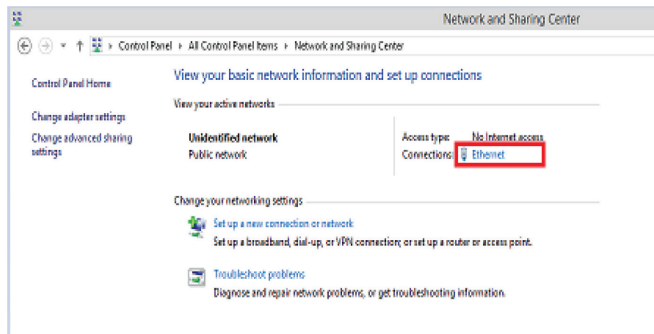 Network and Sharing Center
Control Panel ▸ All Control Panel Items ▸ Network and Sharing Center
Control Panel Home
Change adapter settings
Change advanced sharing
settings
View your basic network information and set up connections
View your active networks
Unidentified network
Public network
Access type: No Internet access
Connections: Ethernet
Change your networking settings
Set up a new connection or network
Set up a broadband, dial-up, or VPN connection; or set up a router or access point.
Troubleshoot problems
Diagnose and repair network problems, or get troubleshooting information.